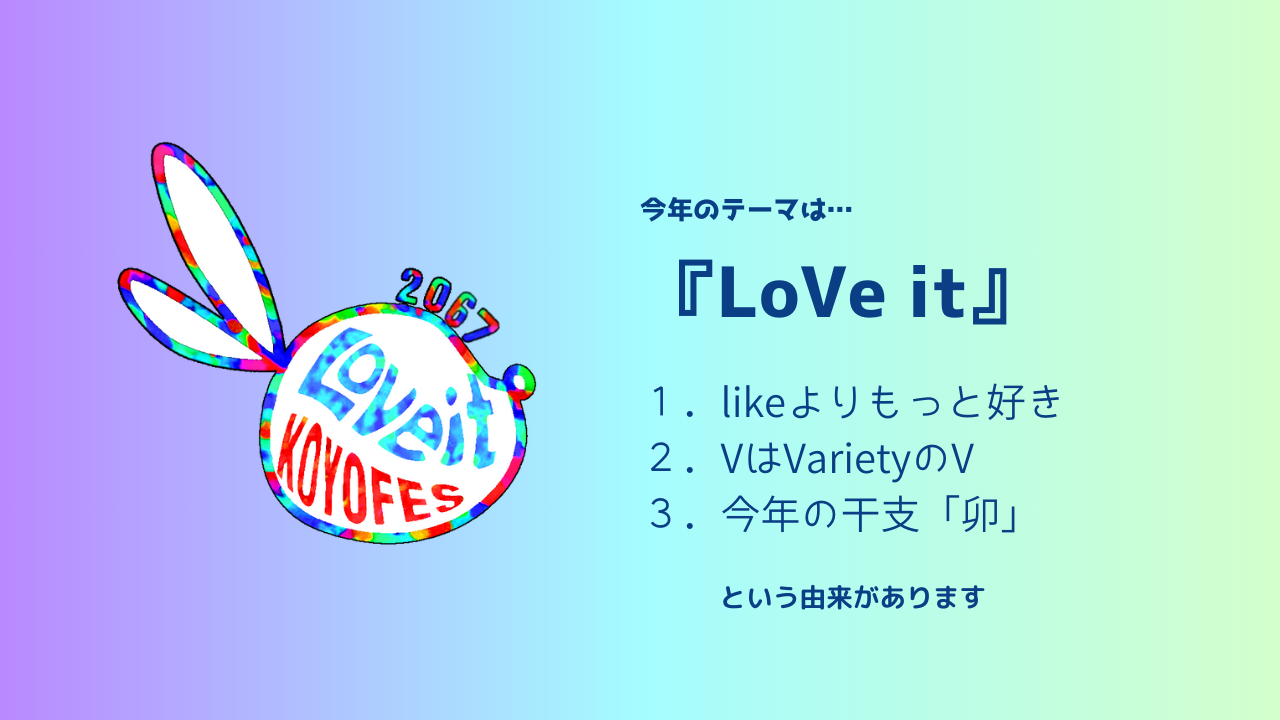 2067
LoVeit
KOYOFES
今年のテーマは…
『LoVe it』
１．likeよりもっと好き
２．VはVarietyのV
３．今年の干支「卯」
という由来があります